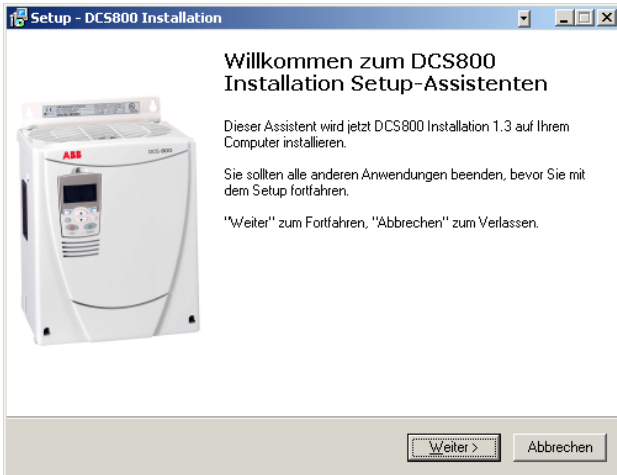 Setup - DCS800 Installation
Willkommen zum DCS800
Installation Setup-Assistenten
Dieser Assistent wird jetzt DCS800 Installation 1.3 auf Ihrem
Computer installieren.
Sie sollten alle anderen Anwendungen beenden, bevor Sie mit
dem Setup fortfahren.
"Weiter" zum Fortfahren, "Abbrechen" zum Verlassen.
ABB
DCS 800
Weiter >
Abbrechen